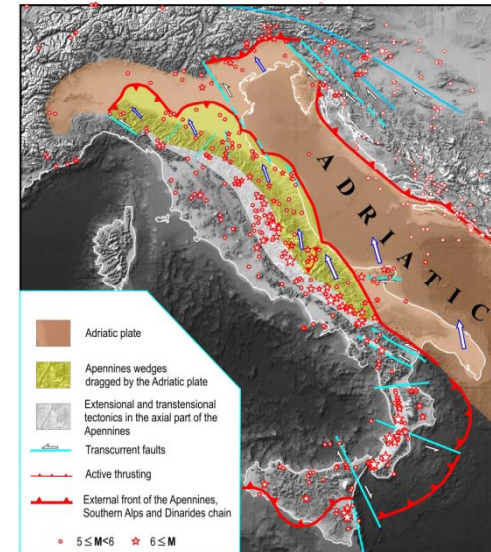 ADRIATIC
Adriatic plate
Apennines wedges
dragged by the Adriatic plate
Extensional and transtensional
tectonics in the axial part of the
Apennines
Transcurrent faults
Active thrusting
External front of the Apennines,
Southern Alps and Dinarides chain
5 ≤ M<6
6 ≤ M